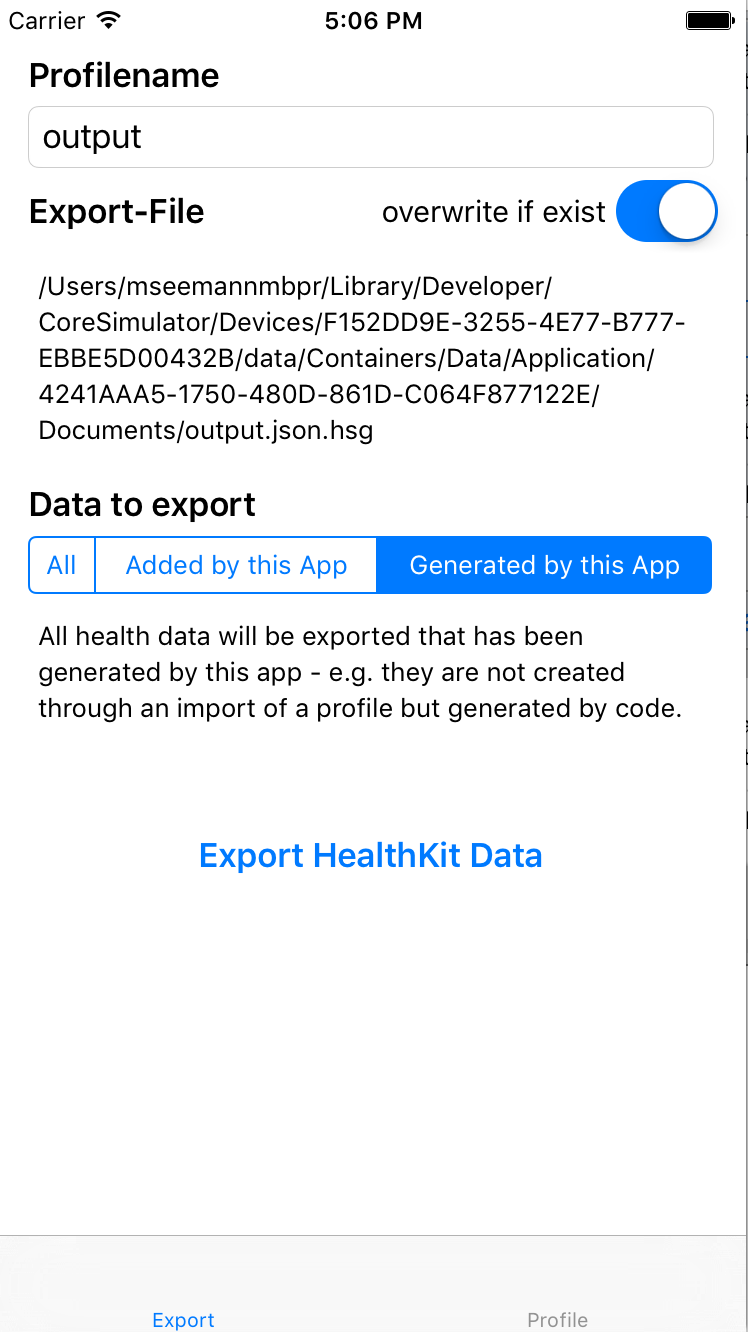 Carrier 5:06 PM
Profilename
output
Export-File overwrite if exist
/Users/mseemannmbpr/Library/Developer/
CoreSimulator/Devices/F152DD9E-3255-4E77-B777-
EBBE5D00432B/data/Containers/Data/Application/
4241AAA5-1750-480D-861D-C064F877122E/
Documents/output.json.hsg
Data to export
All Added by this App Generated by this App
All health data will be exported that has been
generated by this app - e.g. they are not created
through an import of a profile but generated by code.
Export HealthKit Data
Export Profile